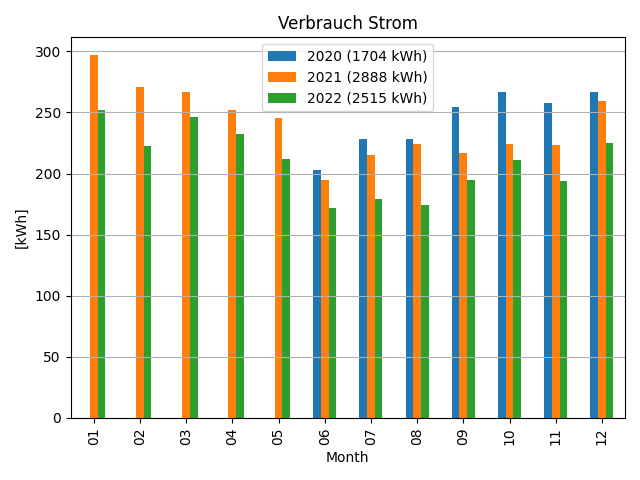 Verbrauch Strom
2020 (1704 kWh)
2021 (2888 kWh)
2022 (2515 kWh)
[kWh]
300
250
200
150
100
50
0
01 02 03 04 05 06 07 08 09 10 11 12
Month